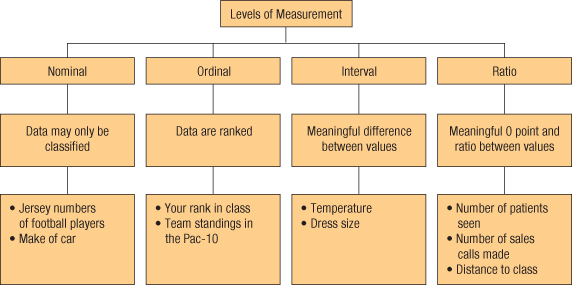 Levels of Measurement
Nominal
Ordinal
Interval
Ratio
Data may only be
classified
Data are ranked
Meaningful difference
between values
Meaningful 0 point and
ratio between values
• Jersey numbers
of football players
• Make of car
• Your rank in class
• Team standings in
the Pac-10
• Temperature
• Dress size
• Number of patients
seen
• Number of sales
calls made
• Distance to class